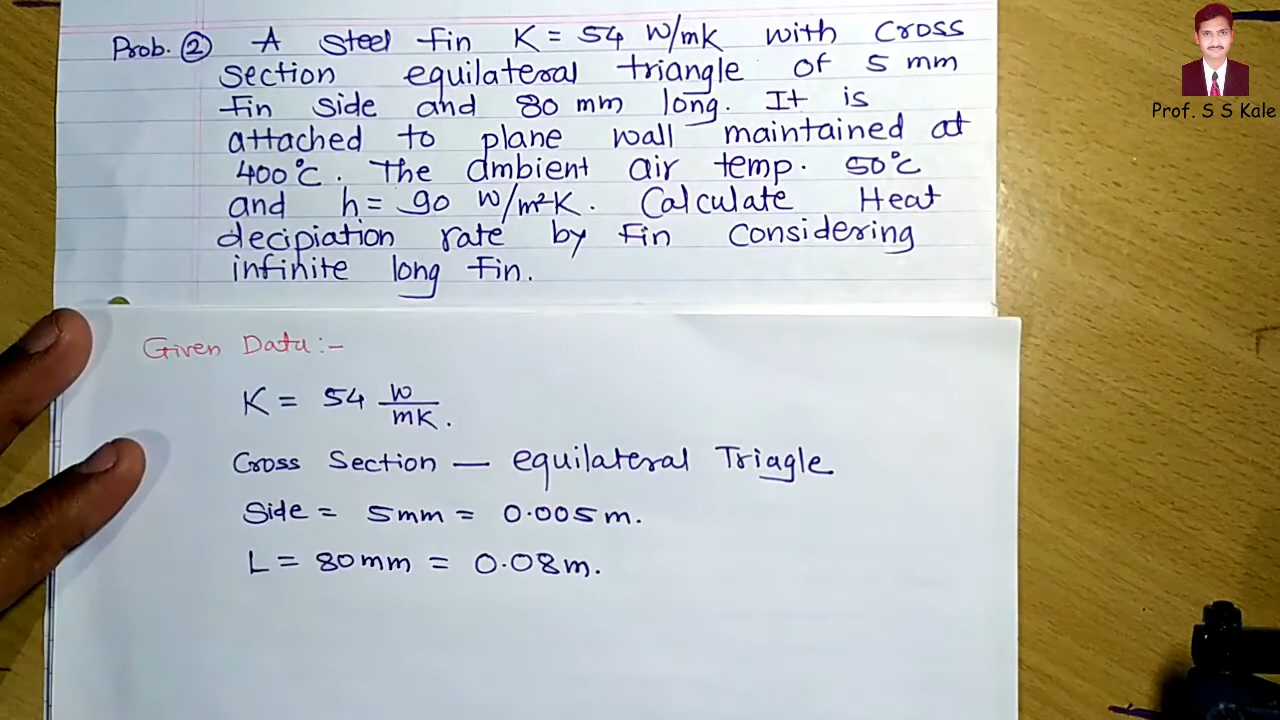 Prob. ② A Steel fin K = 54 W/mk with cross
Section equilateral triangle of 5 mm
fin side and 80 mm long. It is
attached to plane wall maintained at
400°C. The ambient air temp. 50°C
and h = 90 W/m²K. Calculate Heat
decipiation rate by Fin Considering
infinite long Fin.
Prof. S S Kale
Given Data:-
K = 54 W/mK.
Cross Section — equilateral Triagle
Side = 5mm = 0.005m.
L = 80mm = 0.08m.